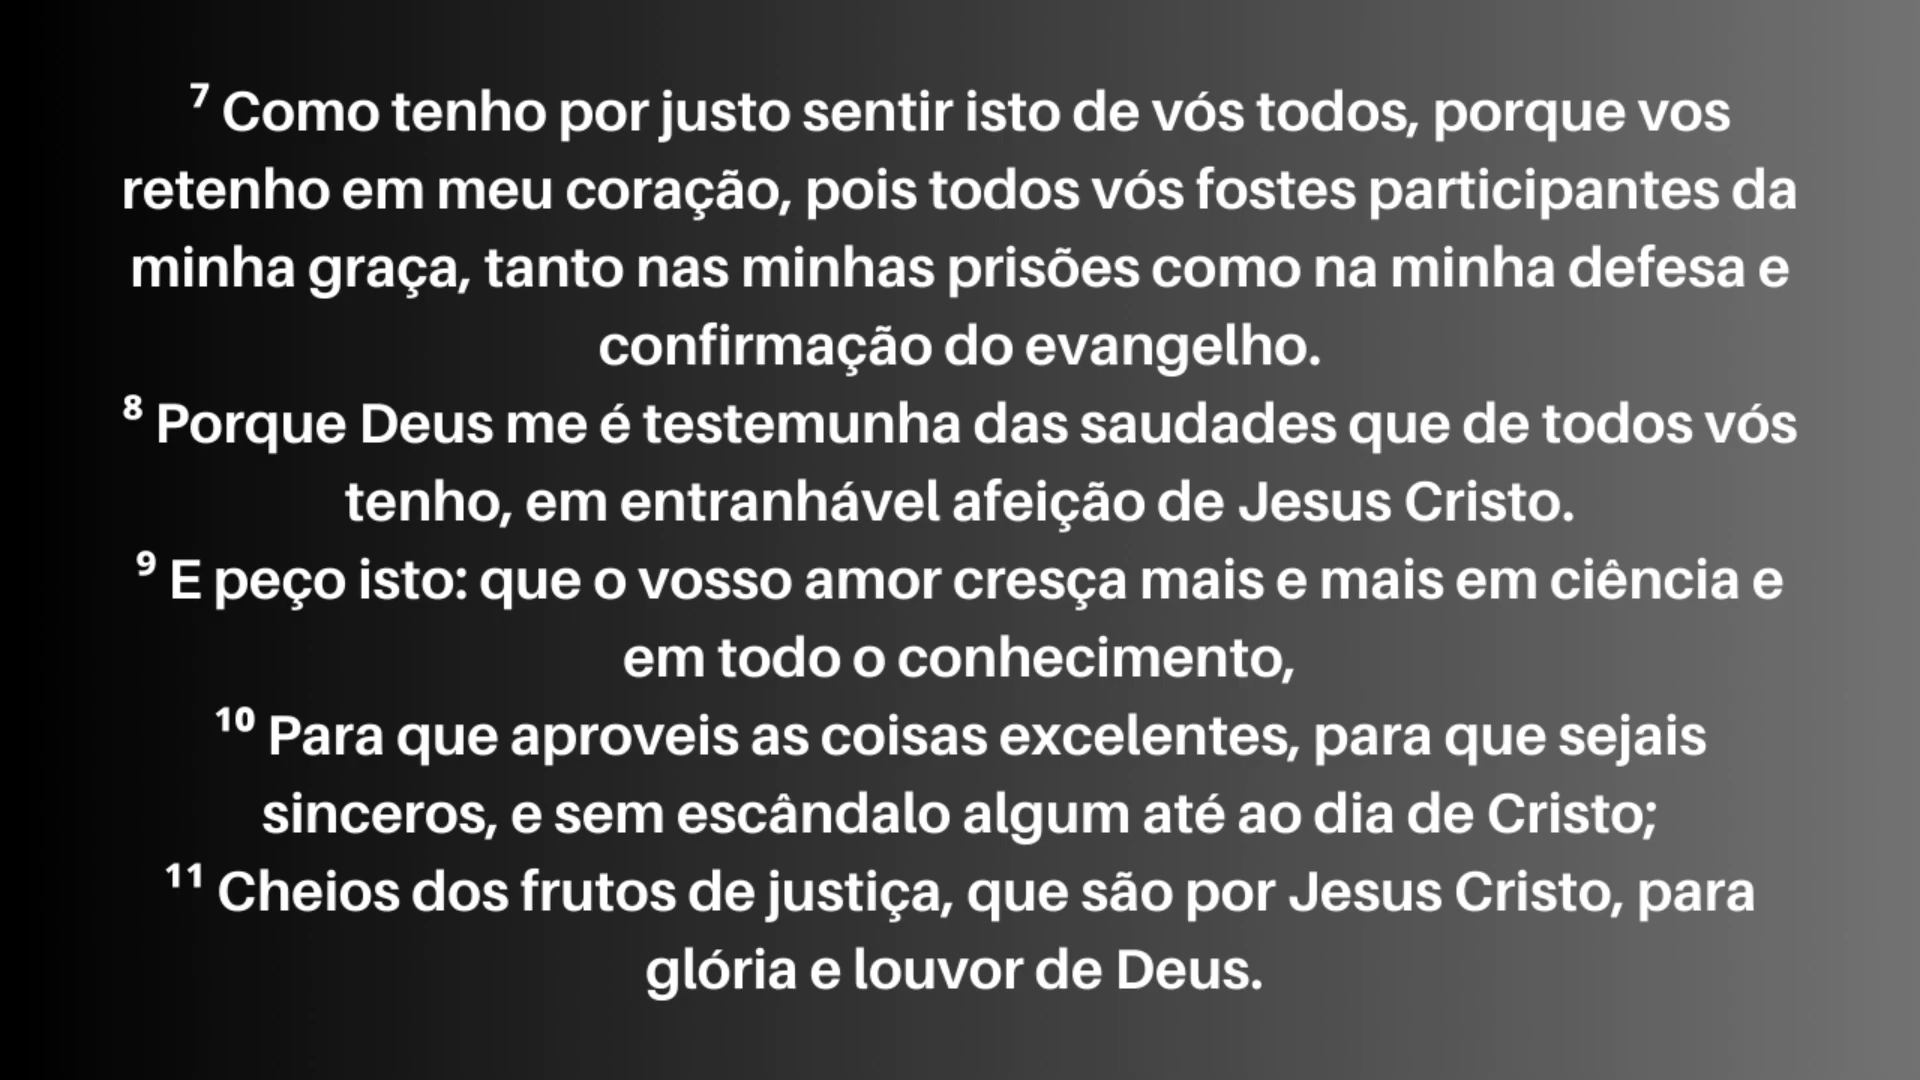 ⁷ Como tenho por justo sentir isto de vós todos, porque vos
retenho em meu coração, pois todos vós fostes participantes da
minha graça, tanto nas minhas prisões como na minha defesa e
confirmação do evangelho.
⁸ Porque Deus me é testemunha das saudades que de todos vós
tenho, em entranhável afeição de Jesus Cristo.
⁹ E peço isto: que o vosso amor cresça mais e mais em ciência e
em todo o conhecimento,
¹⁰ Para que aproveis as coisas excelentes, para que sejais
sinceros, e sem escândalo algum até ao dia de Cristo;
¹¹ Cheios dos frutos de justiça, que são por Jesus Cristo, para
glória e louvor de Deus.